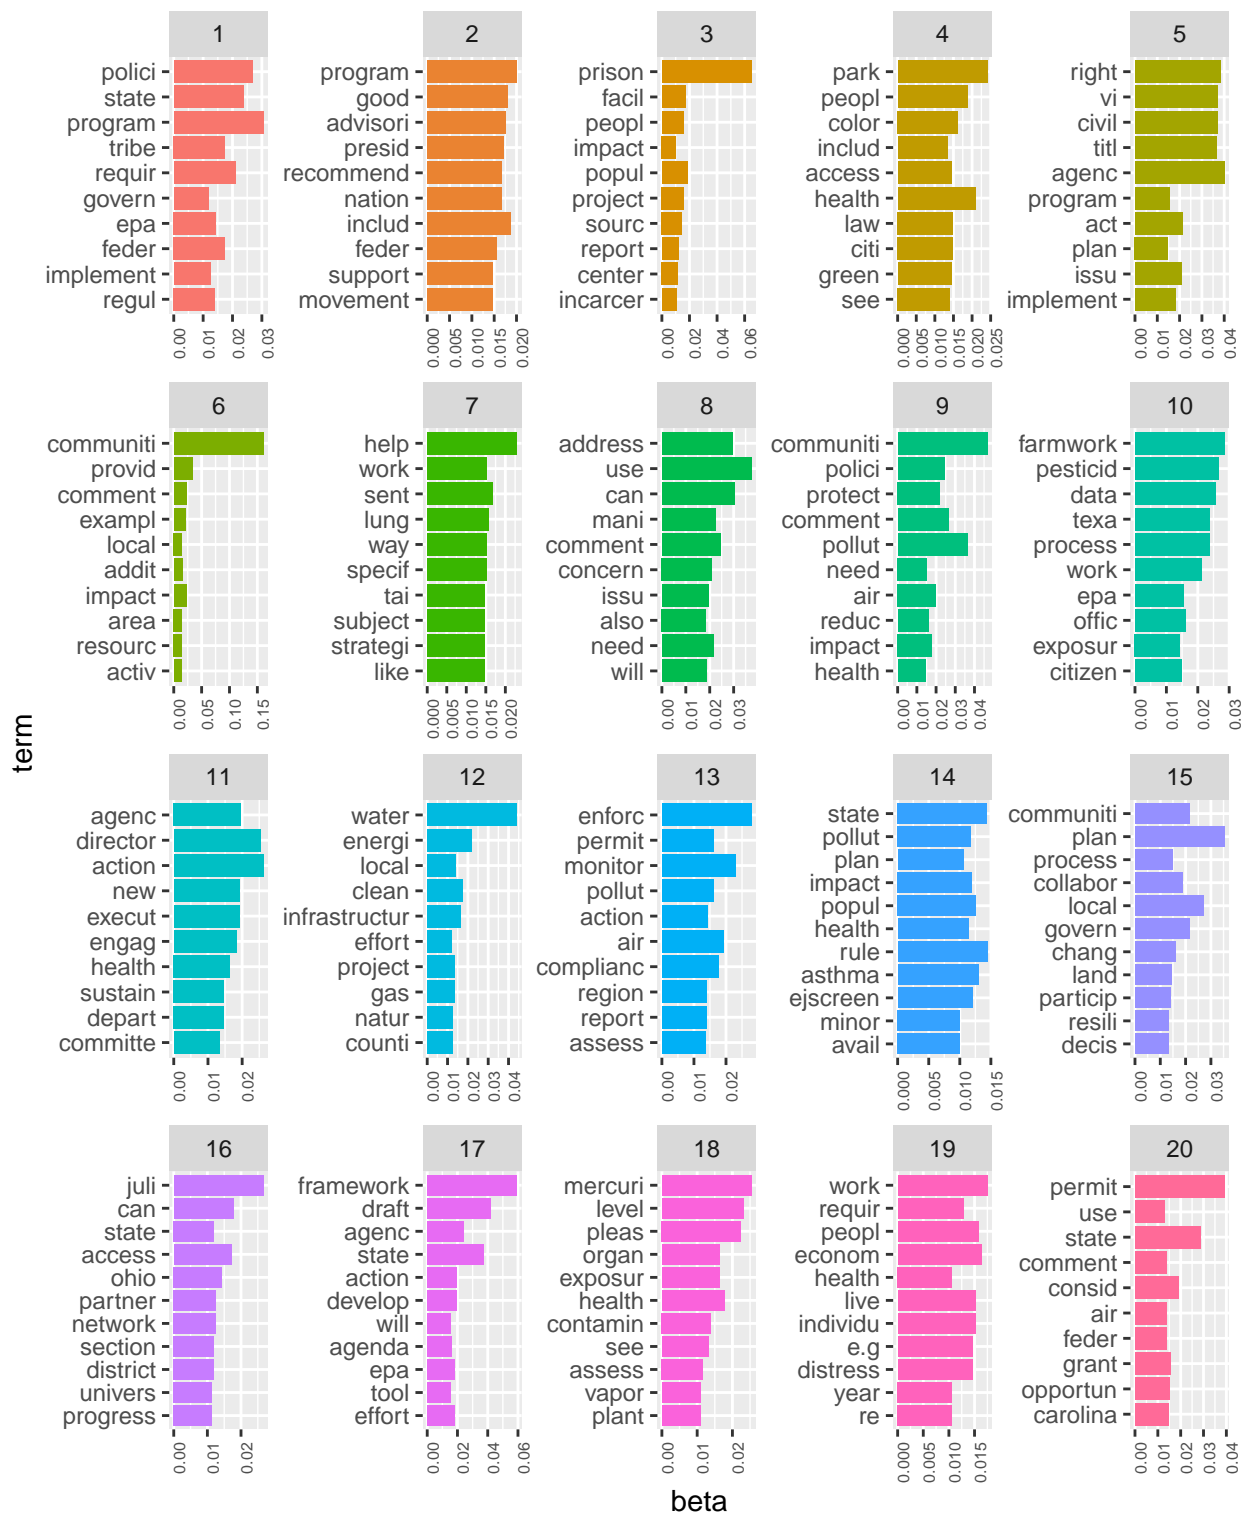 1
polici
state
program
tribe
requir
govern
epa
feder
implement
regul
0.00 0.01 0.02 0.03
2
program
good
advisori
presid
recommend
nation
includ
feder
support
movement
0.000 0.005 0.010 0.015 0.020
3
prison
facil
peopl
impact
popul
project
sourc
report
center
incarcer
0.00 0.02 0.04 0.06
4
park
peopl
color
includ
access
health
law
citi
green
see
0.000 0.005 0.010 0.015 0.020 0.025
5
right
vi
civil
titl
agenc
program
act
plan
issu
implement
0.00 0.01 0.02 0.03 0.04
6
communiti
provid
comment
exampl
local
addit
impact
area
resourc
activ
0.00 0.05 0.10 0.15
7
help
work
sent
lung
way
specif
tai
subject
strategi
like
0.000 0.005 0.010 0.015 0.020
8
address
use
can
mani
comment
concern
issu
also
need
will
0.00 0.01 0.02 0.03
9
communiti
polici
protect
comment
pollut
need
air
reduc
impact
health
0.00 0.01 0.02 0.03 0.04
10
farmwork
pesticid
data
texa
process
work
epa
offic
exposur
citizen
0.00 0.01 0.02 0.03
11
agenc
director
action
new
execut
engag
health
sustain
depart
committe
0.00 0.01 0.02
12
water
energi
local
clean
infrastructur
effort
project
gas
natur
counti
0.00 0.01 0.02 0.03 0.04
13
enforc
permit
monitor
pollut
action
air
complianc
region
report
assess
0.00 0.01 0.02
14
state
pollut
plan
impact
popul
health
rule
asthma
ejscreen
minor
avail
0.000 0.005 0.010 0.015
15
communiti
plan
process
collabor
local
govern
chang
land
particip
resili
decis
0.00 0.01 0.02 0.03
16
juli
can
state
access
ohio
partner
network
section
district
univers
progress
0.00 0.01 0.02
17
framework
draft
agenc
state
action
develop
will
agenda
epa
tool
effort
0.00 0.02 0.04 0.06
18
mercuri
level
pleas
organ
exposur
health
contamin
see
assess
vapor
plant
0.00 0.01 0.02
19
work
requir
peopl
econom
health
live
individu
e.g
distress
year
re
0.000 0.005 0.010 0.015
20
permit
use
state
comment
consid
air
feder
grant
opportun
carolina
0.00 0.01 0.02 0.03 0.04
term
beta